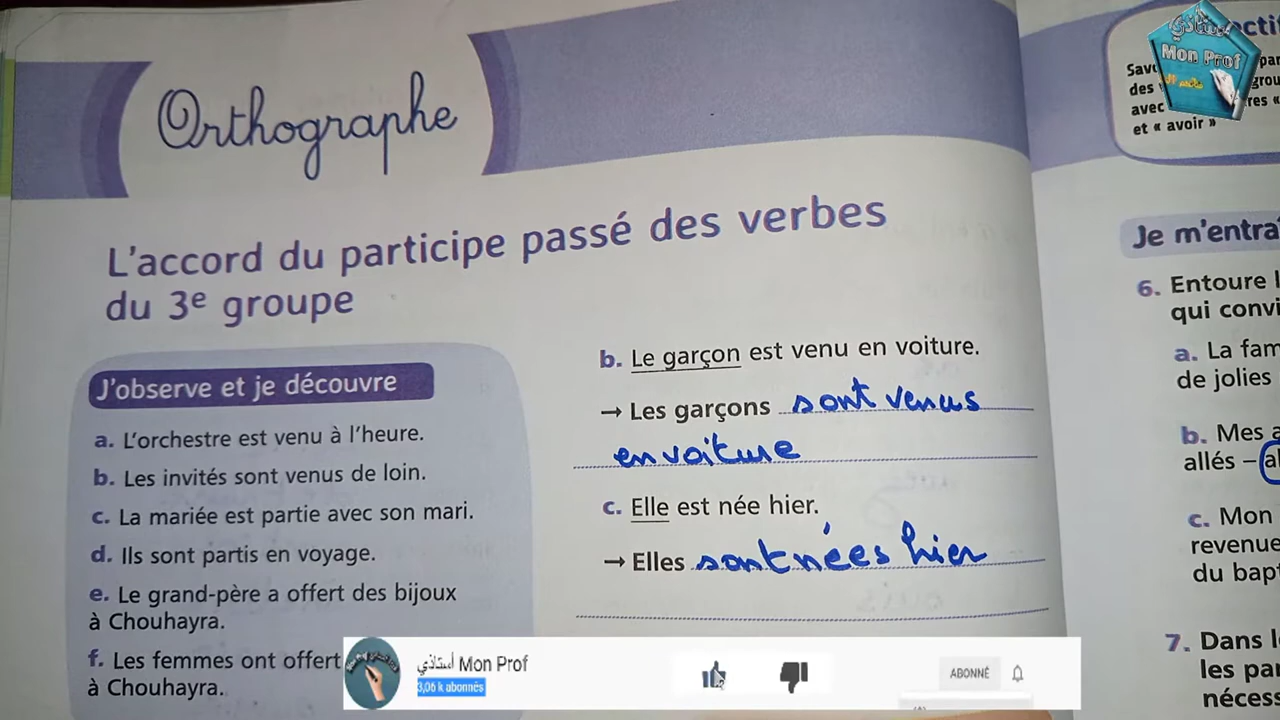 Orthographe
L'accord du participe passé des verbes
du 3e groupe
J'observe et je découvre
a. L'orchestre est venu à l'heure.
b. Les invités sont venus de loin.
c. La mariée est partie avec son mari.
d. Ils sont partis en voyage.
e. Le grand-père a offert des bijoux
à Chouhayra.
f. Les femmes ont offert
à Chouhayra.
b. Le garçon est venu en voiture.
→ Les garçons sont venus
en voiture
c. Elle est née hier.
→ Elles sont nées hier
des
avec
et « avoir »
Je m'entra
6. Entoure l
qui convi
a. La fam
de jolies
b. Mes a
allés – al
c. Mon
revenue
du bapt
7. Dans l
les pa
nécess
أستاذي
Mon Prof
أستاذي Mon Prof
3,06 k abonnés
ABONNÉ